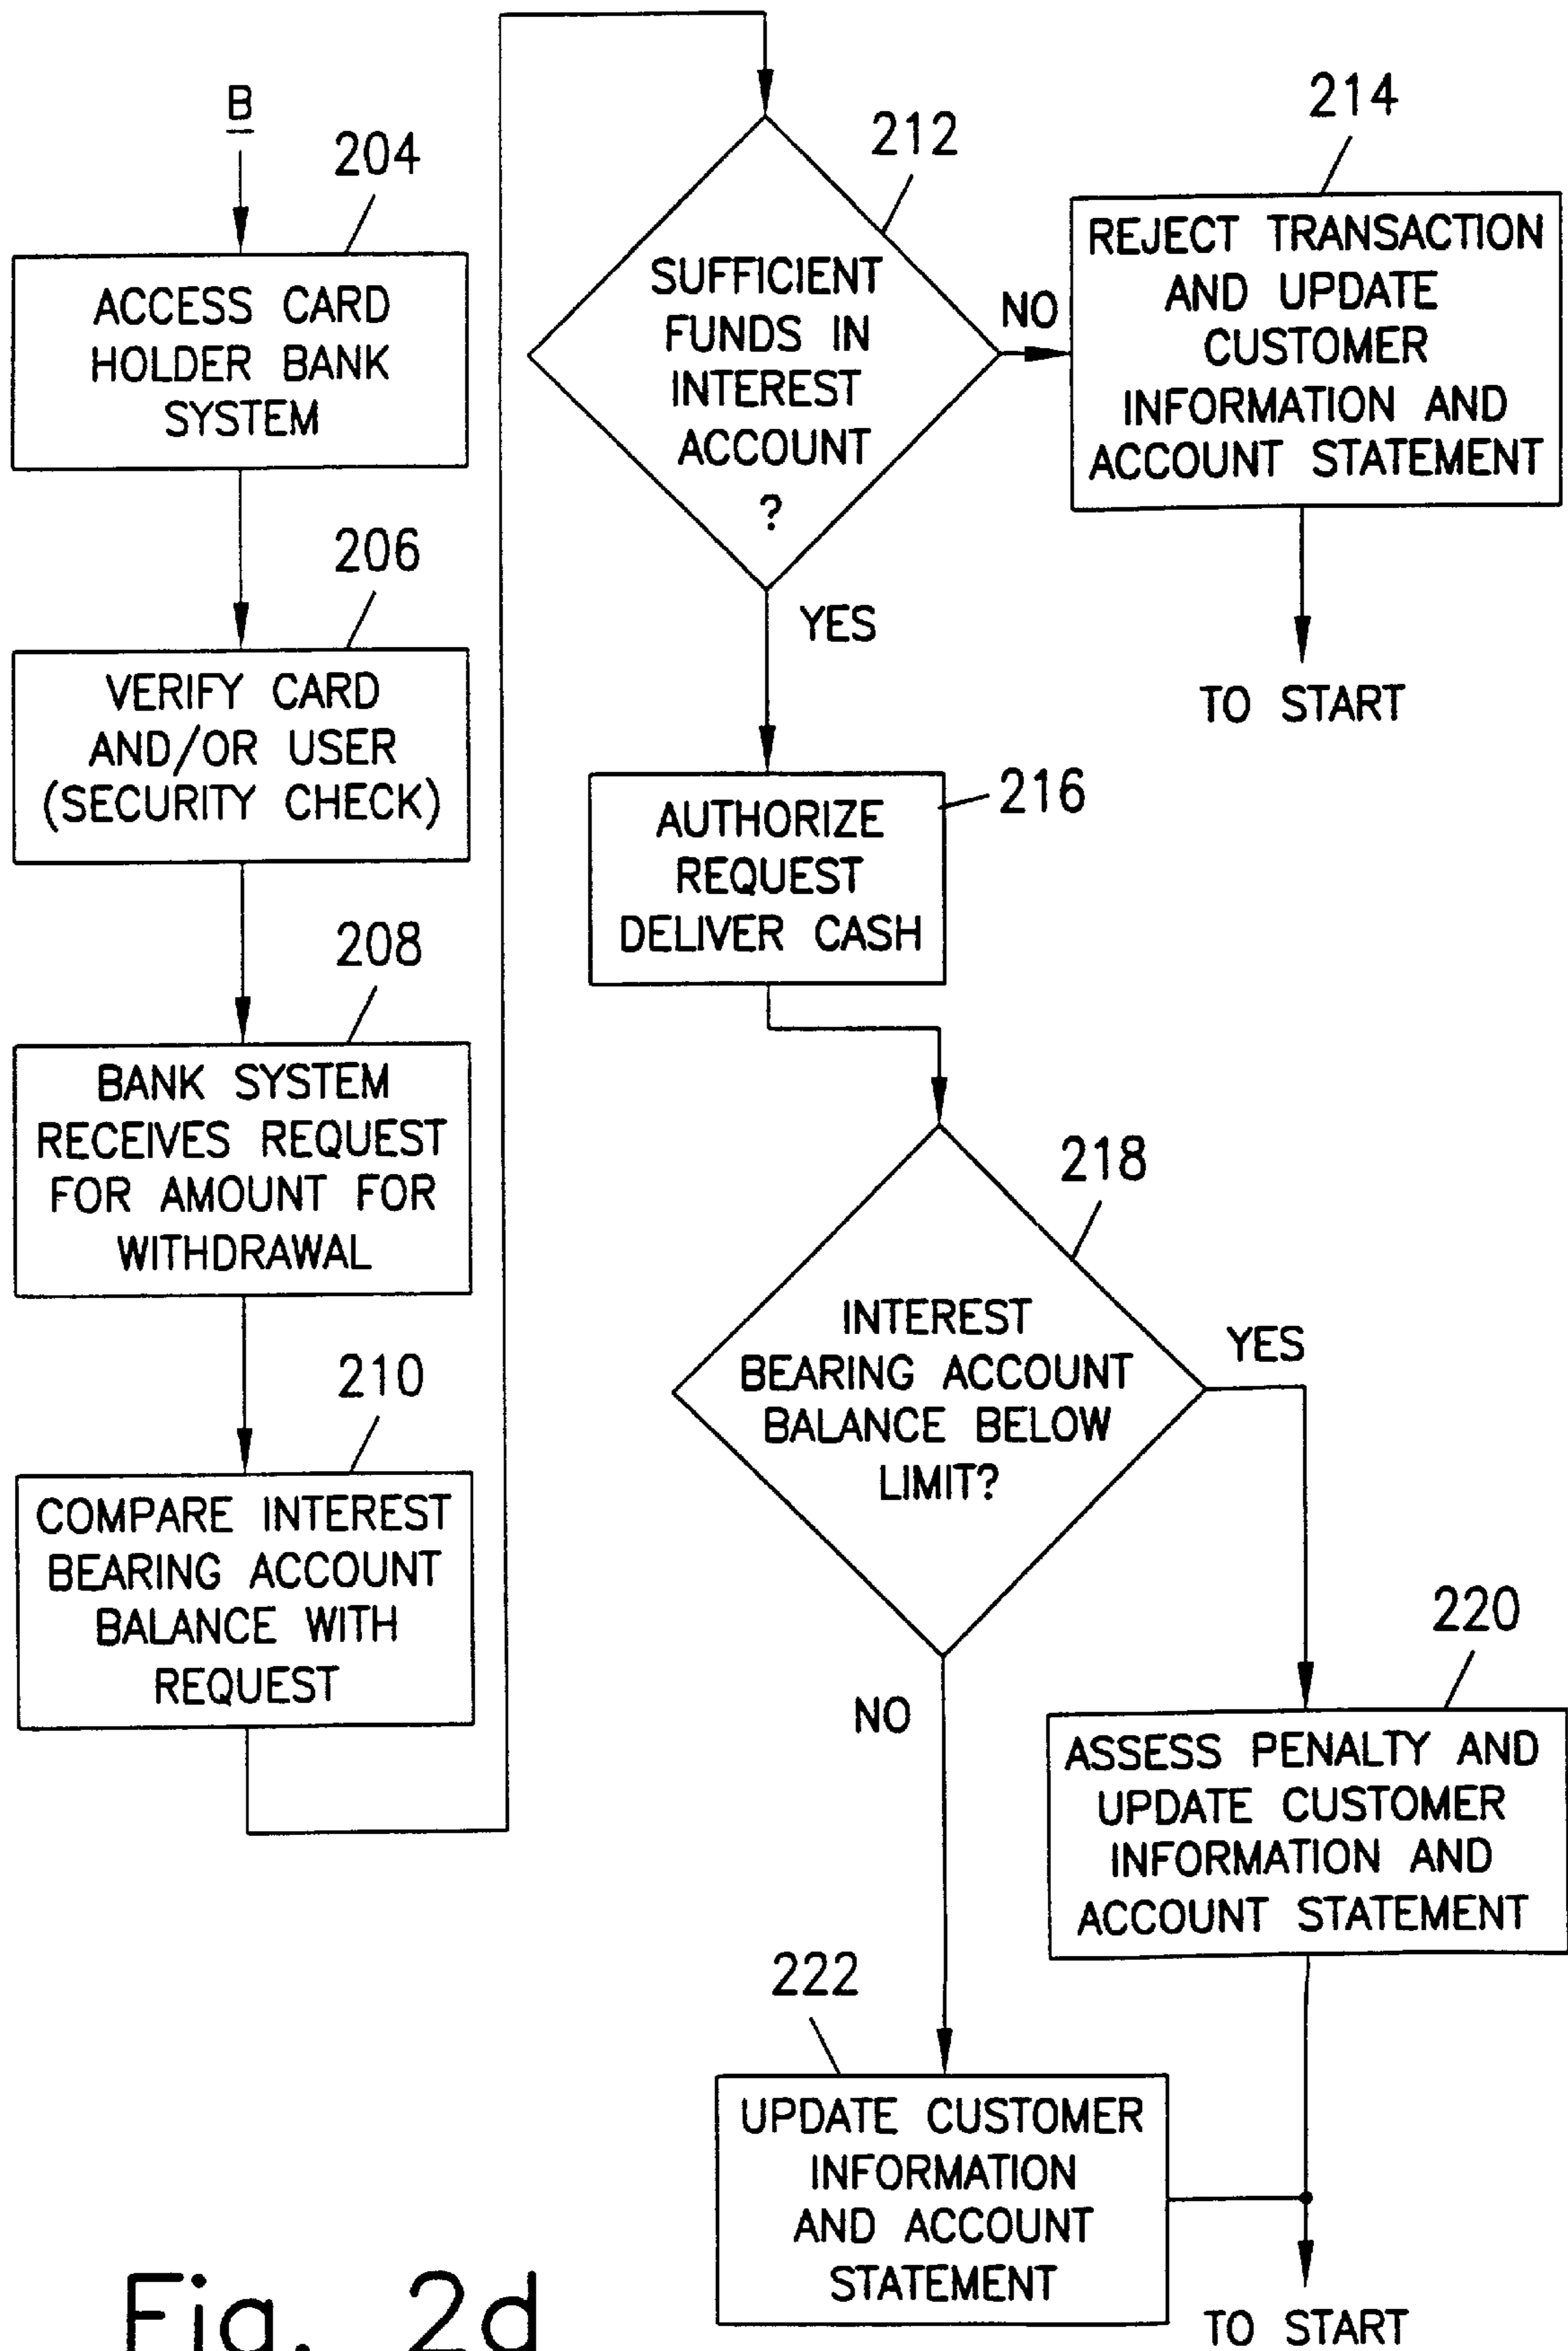 B
204
ACCESS CARD
HOLDER BANK
SYSTEM
206
VERIFY CARD
AND/OR USER
(SECURITY CHECK)
208
BANK SYSTEM
RECEIVES REQUEST
FOR AMOUNT FOR
WITHDRAWAL
210
COMPARE INTEREST
BEARING ACCOUNT
BALANCE WITH
REQUEST
212
SUFFICIENT
FUNDS IN
INTEREST
ACCOUNT
?
NO
214
REJECT TRANSACTION
AND UPDATE
CUSTOMER
INFORMATION AND
ACCOUNT STATEMENT
TO START
YES
216
AUTHORIZE
REQUEST
DELIVER CASH
218
INTEREST
BEARING ACCOUNT
BALANCE BELOW
LIMIT?
YES
220
ASSESS PENALTY AND
UPDATE CUSTOMER
INFORMATION AND
ACCOUNT STATEMENT
NO
222
UPDATE CUSTOMER
INFORMATION
AND ACCOUNT
STATEMENT
TO START
Fig. 2d